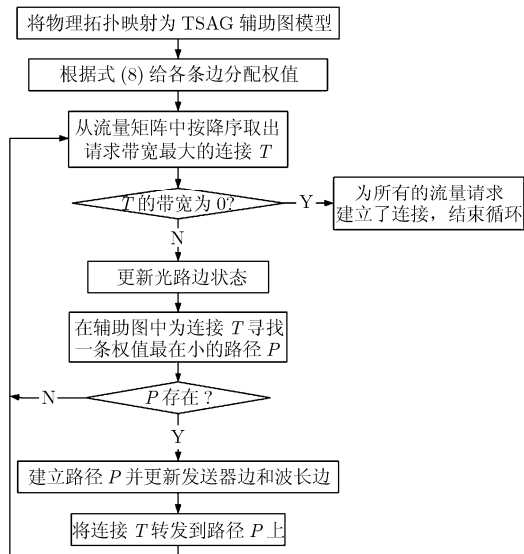 将物理拓扑映射为 TSAG 辅助图模型
根据式 (8) 给各条边分配权值
从流量矩阵中按降序取出
请求带宽最大的连接 T
T 的带宽为 0?
Y
为所有的流量请求
建立了连接，结束循环
N
更新光路边状态
在辅助图中为连接 T 寻找
一条权值最在小的路径 P
P 存在？
N
Y
建立路径 P 并更新发送器边和波长边
将连接 T 转发到路径 P 上